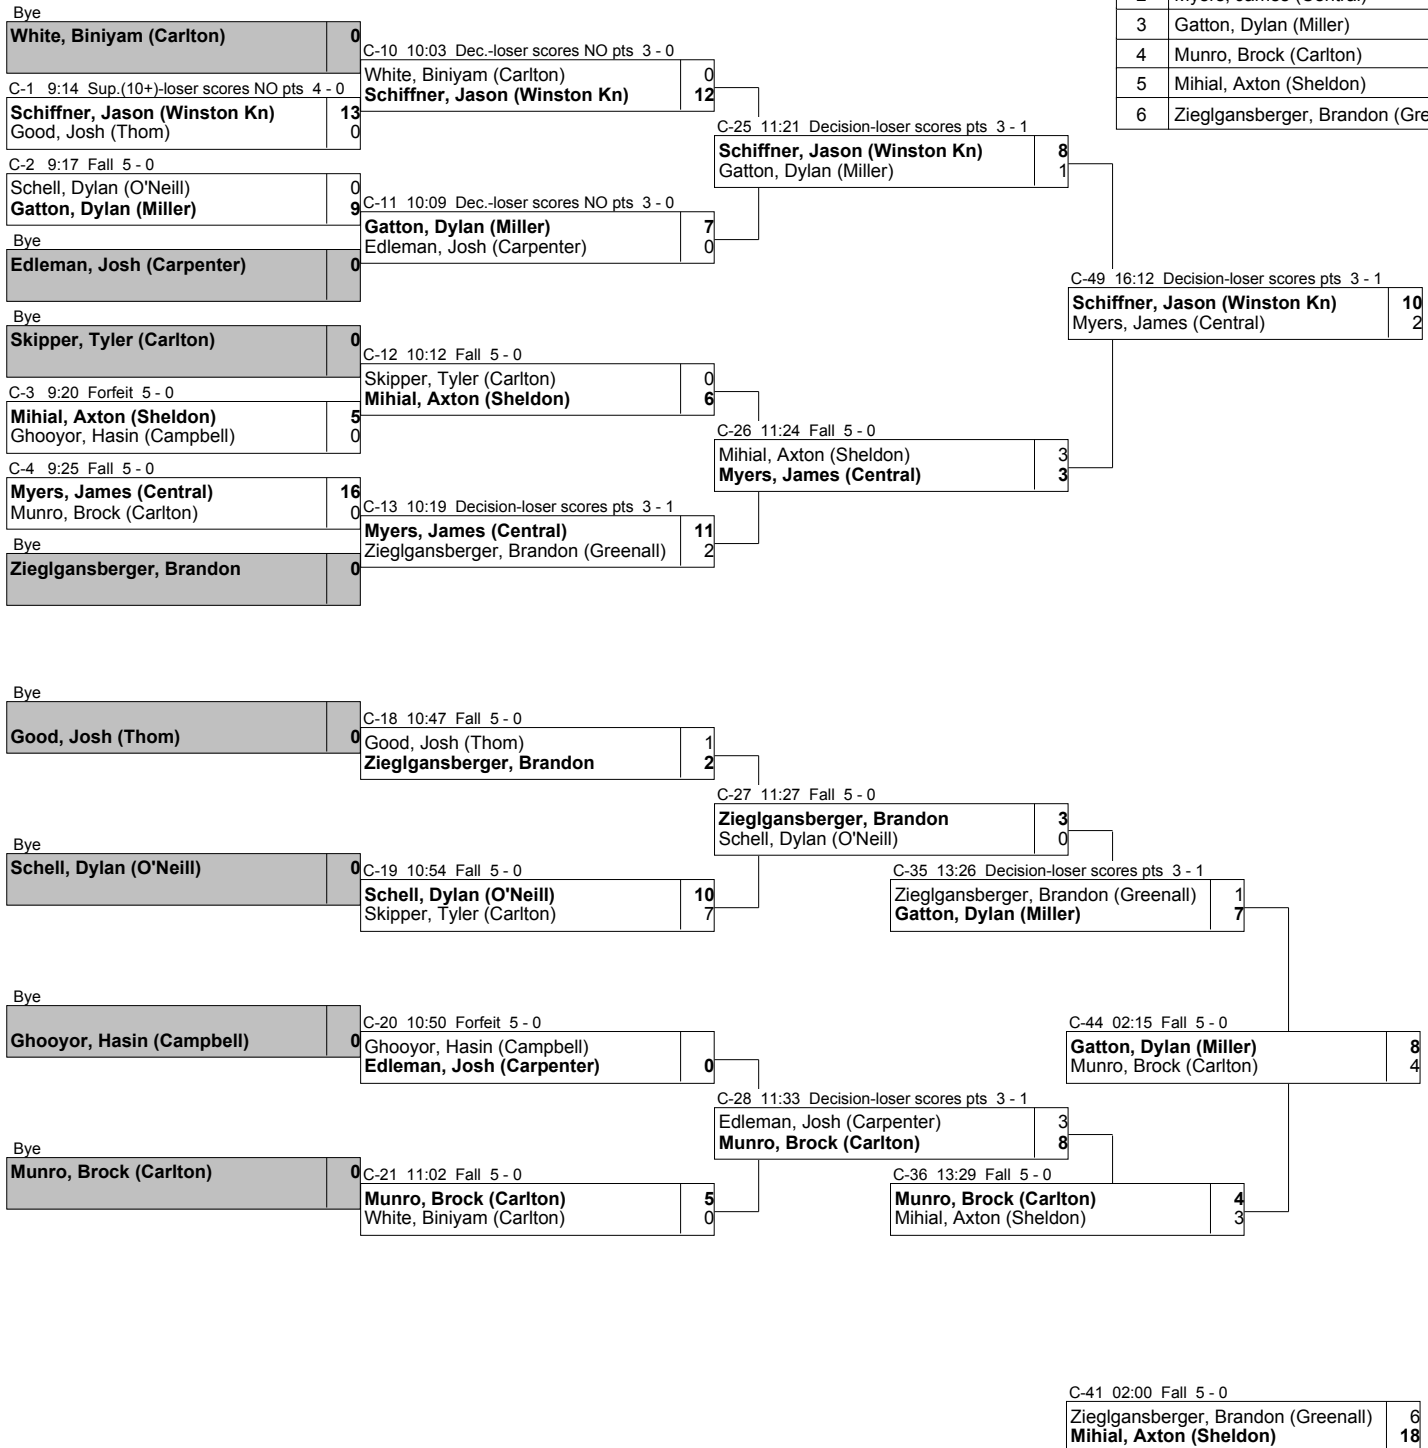 Bye
White, Biniyam (Carlton) 0
C-1 9:14 Sup.(10+)-loser scores NO pts 4 - 0
Schiffner, Jason (Winston Kn) 13
Good, Josh (Thom) 0
C-2 9:17 Fall 5 - 0
Schell, Dylan (O'Neill) 0
Gatton, Dylan (Miller) 9
Bye
Edleman, Josh (Carpenter) 0
Bye
Skipper, Tyler (Carlton) 0
C-3 9:20 Forfeit 5 - 0
Mihial, Axton (Sheldon) 5
Ghooyor, Hasin (Campbell) 0
C-4 9:25 Fall 5 - 0
Myers, James (Central) 16
Munro, Brock (Carlton) 0
Bye
Zieglgansberger, Brandon 0
C-10 10:03 Dec.-loser scores NO pts 3 - 0
White, Biniyam (Carlton) 0
Schiffner, Jason (Winston Kn) 12
C-11 10:09 Dec.-loser scores NO pts 3 - 0
Gatton, Dylan (Miller) 7
Edleman, Josh (Carpenter) 0
C-12 10:12 Fall 5 - 0
Skipper, Tyler (Carlton) 0
Mihial, Axton (Sheldon) 6
C-13 10:19 Decision-loser scores pts 3 - 1
Myers, James (Central) 11
Zieglgansberger, Brandon (Greenall) 2
C-25 11:21 Decision-loser scores pts 3 - 1
Schiffner, Jason (Winston Kn) 8
Gatton, Dylan (Miller) 1
C-26 11:24 Fall 5 - 0
Mihial, Axton (Sheldon) 3
Myers, James (Central) 3
C-49 16:12 Decision-loser scores pts 3 - 1
Schiffner, Jason (Winston Kn) 10
Myers, James (Central) 2
3 Gatton, Dylan (Miller)
4 Munro, Brock (Carlton)
5 Mihial, Axton (Sheldon)
6 Zieglgansberger, Brandon (Gre
Bye
Good, Josh (Thom) 0
Bye
Schell, Dylan (O'Neill) 0
Bye
Ghooyor, Hasin (Campbell) 0
Bye
Munro, Brock (Carlton) 0
C-18 10:47 Fall 5 - 0
Good, Josh (Thom) 1
Zieglgansberger, Brandon 2
C-19 10:54 Fall 5 - 0
Schell, Dylan (O'Neill) 10
Skipper, Tyler (Carlton) 7
C-20 10:50 Forfeit 5 - 0
Ghooyor, Hasin (Campbell)
Edleman, Josh (Carpenter) 0
C-21 11:02 Fall 5 - 0
Munro, Brock (Carlton) 5
White, Biniyam (Carlton) 0
C-27 11:27 Fall 5 - 0
Zieglgansberger, Brandon 3
Schell, Dylan (O'Neill) 0
C-28 11:33 Decision-loser scores pts 3 - 1
Edleman, Josh (Carpenter) 3
Munro, Brock (Carlton) 8
C-35 13:26 Decision-loser scores pts 3 - 1
Zieglgansberger, Brandon (Greenall) 1
Gatton, Dylan (Miller) 7
C-36 13:29 Fall 5 - 0
Munro, Brock (Carlton) 4
Mihial, Axton (Sheldon) 3
C-44 02:15 Fall 5 - 0
Gatton, Dylan (Miller) 8
Munro, Brock (Carlton) 4
C-41 02:00 Fall 5 - 0
Zieglgansberger, Brandon (Greenall) 6
Mihial, Axton (Sheldon) 18